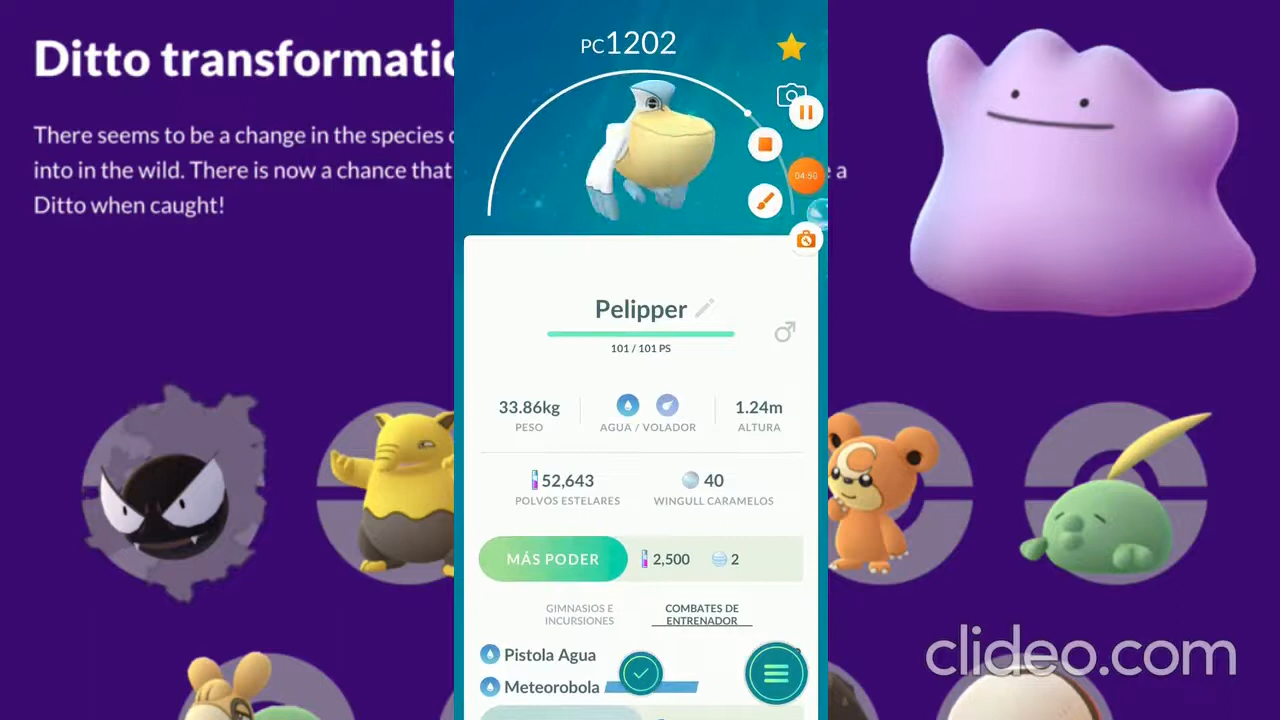 Ditto transformatio
There seems to be a change in the species
into in the wild. There is now a chance that
e a
Ditto when caught!
PC1202
04:59
Pelipper
101 / 101 PS
33.86kg
PESO
AGUA / VOLADOR
1.24m
ALTURA
52,643
POLVOS ESTELARES
40
WINGULL CARAMELOS
MÁS PODER
2,500
2
GIMNASIOS E
INCURSIONES
COMBATES DE
ENTRENADOR
Pistola Agua
Meteorobola
clideo.com